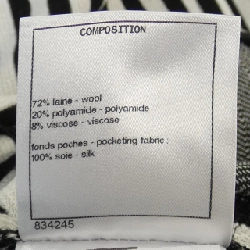 COMPOSITION
72% laine - wool
20% polyamide - polyamide
8% viscose - viscose
fonds poches - pocketing fabric :
100% soie - silk
834245